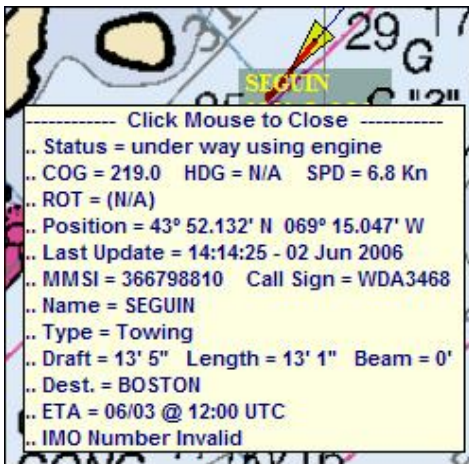 31
29
17
G
SEGUIN
G "3"
------------ Click Mouse to Close -----------
.. Status = under way using engine
.. COG = 219.0 HDG = N/A SPD = 6.8 Kn
.. ROT = (N/A)
.. Position = 43º 52.132' N 069º 15.047' W
.. Last Update = 14:14:25 - 02 Jun 2006
.. MMSI = 366798810 Call Sign = WDA3468
.. Name = SEGUIN
.. Type = Towing
.. Draft = 13' 5" Length = 13' 1" Beam = 0'
.. Dest. = BOSTON
.. ETA = 06/03 @ 12:00 UTC
.. IMO Number Invalid